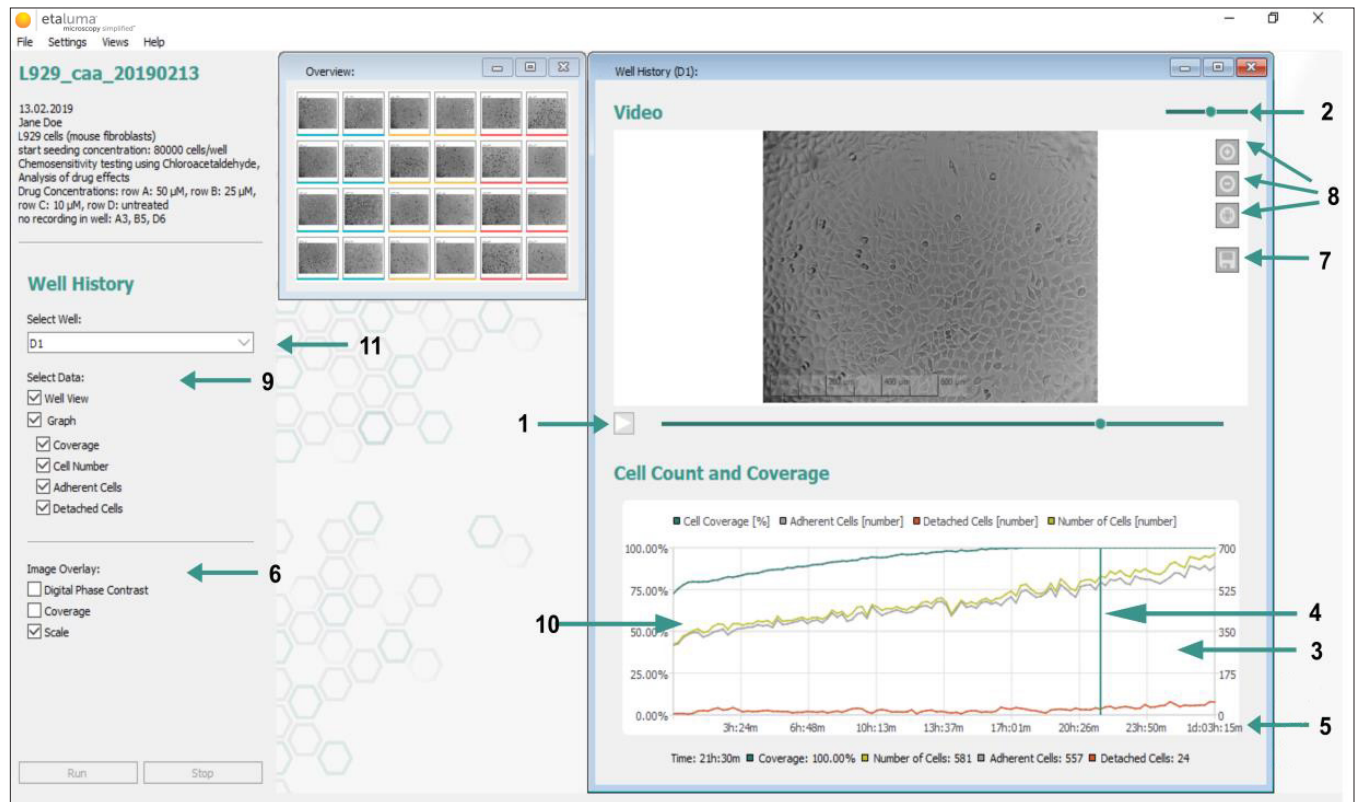 etaluma
microscopy simplified
File Settings Views Help
L929_caa_20190213
13.02.2019
Jane Doe
L929 cells (mouse fibroblasts)
start seeding concentration: 80000 cells/well
Chemosensitivity testing using Chloroacetaldehyde,
Analysis of drug effects
Drug Concentrations: row A: 50 µM, row B: 25 µM,
row C: 10 µM, row D: untreated
no recording in well: A3, B5, D6
Well History
Select Well:
D1
11
Select Data:
9
Well View
Graph
Coverage
Cell Number
Adherent Cells
Detached Cells
Image Overlay:
6
Digital Phase Contrast
Coverage
Scale
Run Stop
Overview:
Well History (D1):
Video
2
8
7
400 µm 600 µm
1
Cell Count and Coverage
Cell Coverage [%] Adherent Cells [number] Detached Cells [number] Number of Cells [number]
100.00% 700
75.00% 525
4
10
50.00% 350
3
25.00% 175
0.00% 0
3h:24m 6h:48m 10h:13m 13h:37m 17h:01m 20h:26m 23h:50m 1d:03h:15m
5
Time: 21h:30m Coverage: 100.00% Number of Cells: 581 Adherent Cells: 557 Detached Cells: 24